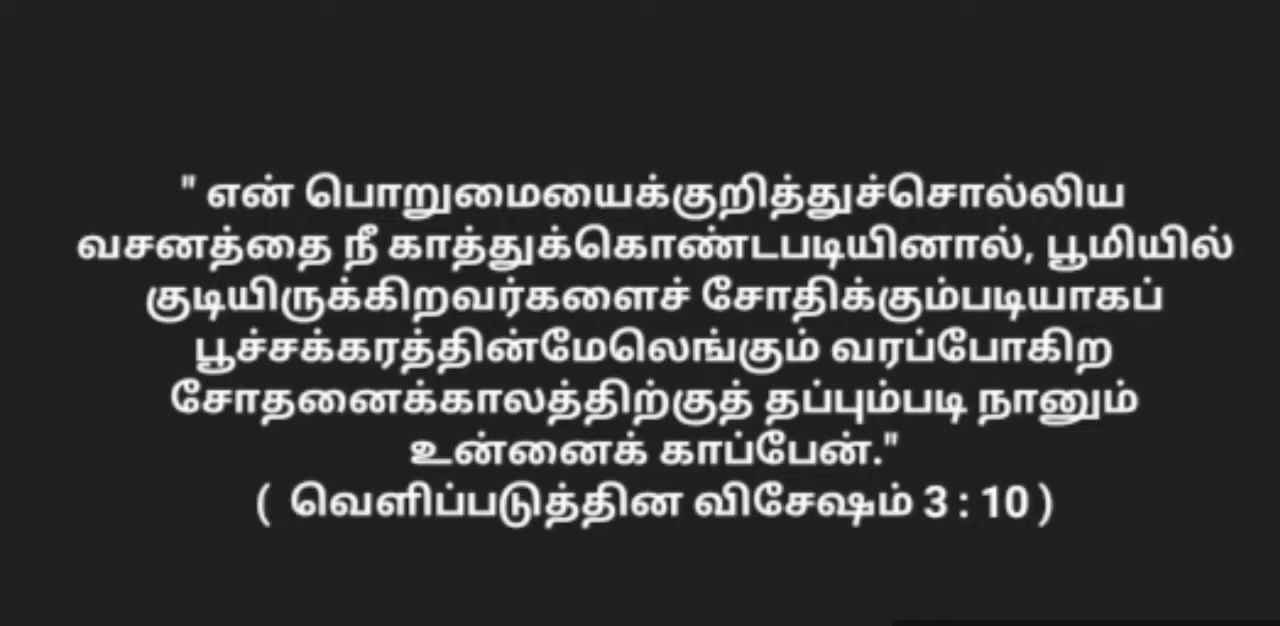 " என் பொறுமையைக்குறித்துச்சொல்லிய
வசனத்தை நீ காத்துக்கொண்டபடியினால், பூமியில்
குடியிருக்கிறவர்களைச் சோதிக்கும்படியாகப்
பூச்சக்கரத்தின்மேலெங்கும் வரப்போகிற
சோதனைக்காலத்திற்குத் தப்பும்படி நானும்
உன்னைக் காப்பேன்."
( வெளிப்படுத்தின விசேஷம் 3 : 10 )